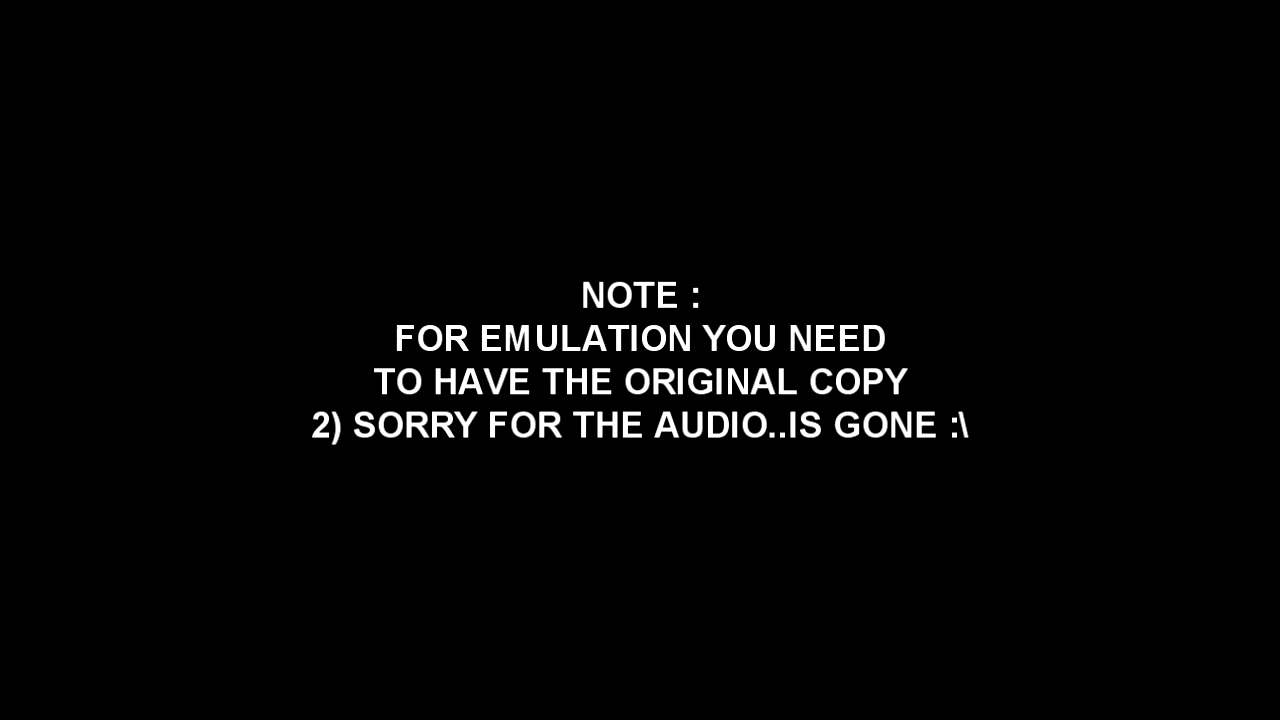 NOTE :
FOR EMULATION YOU NEED
TO HAVE THE ORIGINAL COPY
2) SORRY FOR THE AUDIO..IS GONE :\